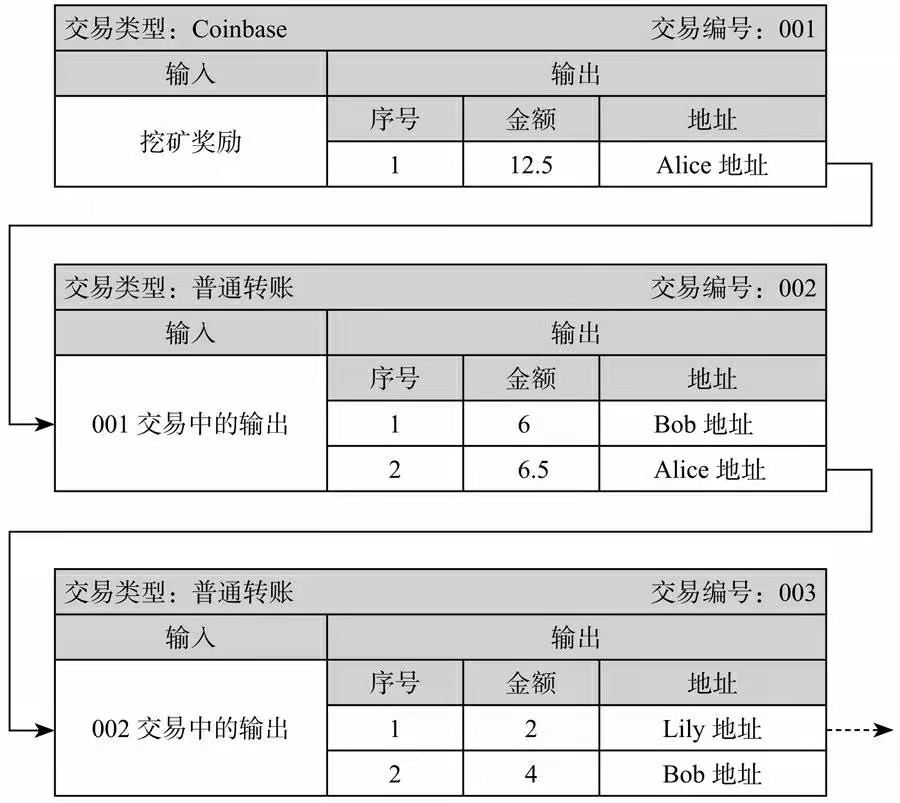 交易类型：Coinbase 交易编号：001
输入 输出
挖矿奖励
序号 金额 地址
1 12.5 Alice 地址
交易类型：普通转账 交易编号：002
输入 输出
001 交易中的输出
序号 金额 地址
1 6 Bob 地址
2 6.5 Alice 地址
交易类型：普通转账 交易编号：003
输入 输出
002 交易中的输出
序号 金额 地址
1 2 Lily 地址
2 4 Bob 地址